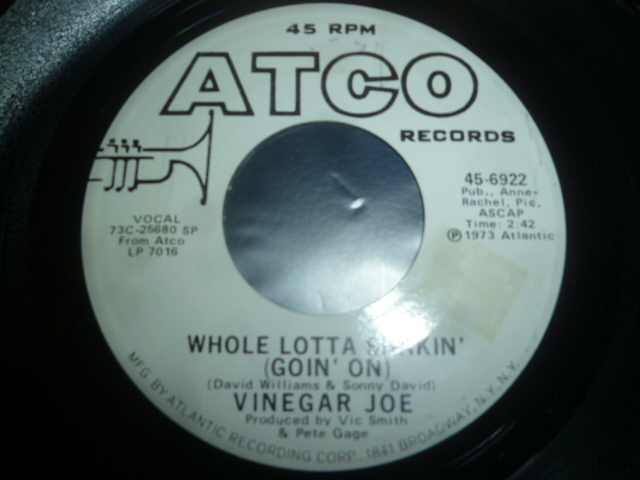 45 RPM
ATCO
RECORDS
45-6922
Pub., Anne-
Rachel, Pic.
ASCAP
Time: 2:42
Ⓟ 1973 Atlantic
VOCAL
73C-25680 SP
From Atco
LP 7016
WHOLE LOTTA SHAKIN'
(GOIN' ON)
(David Williams & Sonny David)
VINEGAR JOE
Produced by Vic Smith
& Pete Gage
MFG. BY ATLANTIC RECORDING CORP., 1841 BROADWAY, N.Y., N.Y.